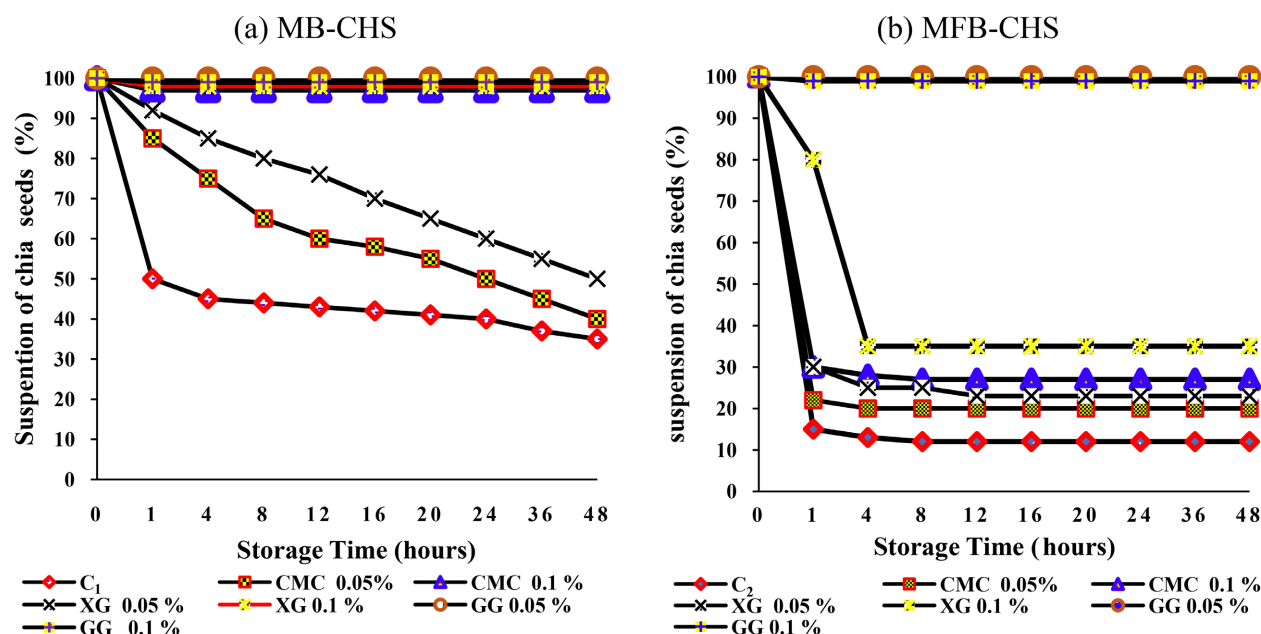 (a) MB-CHS
Suspention of chia seeds (%)
100
90
80
70
60
50
40
30
20
10
0
0 1 4 8 12 16 20 24 36 48
Storage Time (hours)
C1 CMC 0.05% CMC 0.1 %
XG 0.05 % XG 0.1 % GG 0.05 %
GG 0.1 %
(b) MFB-CHS
suspension of chia seeds (%)
100
90
80
70
60
50
40
30
20
10
0
0 1 4 8 12 16 20 24 36 48
Storage Time (hours)
C2 CMC 0.05% CMC 0.1 %
XG 0.05 % XG 0.1 % GG 0.05 %
GG 0.1 %